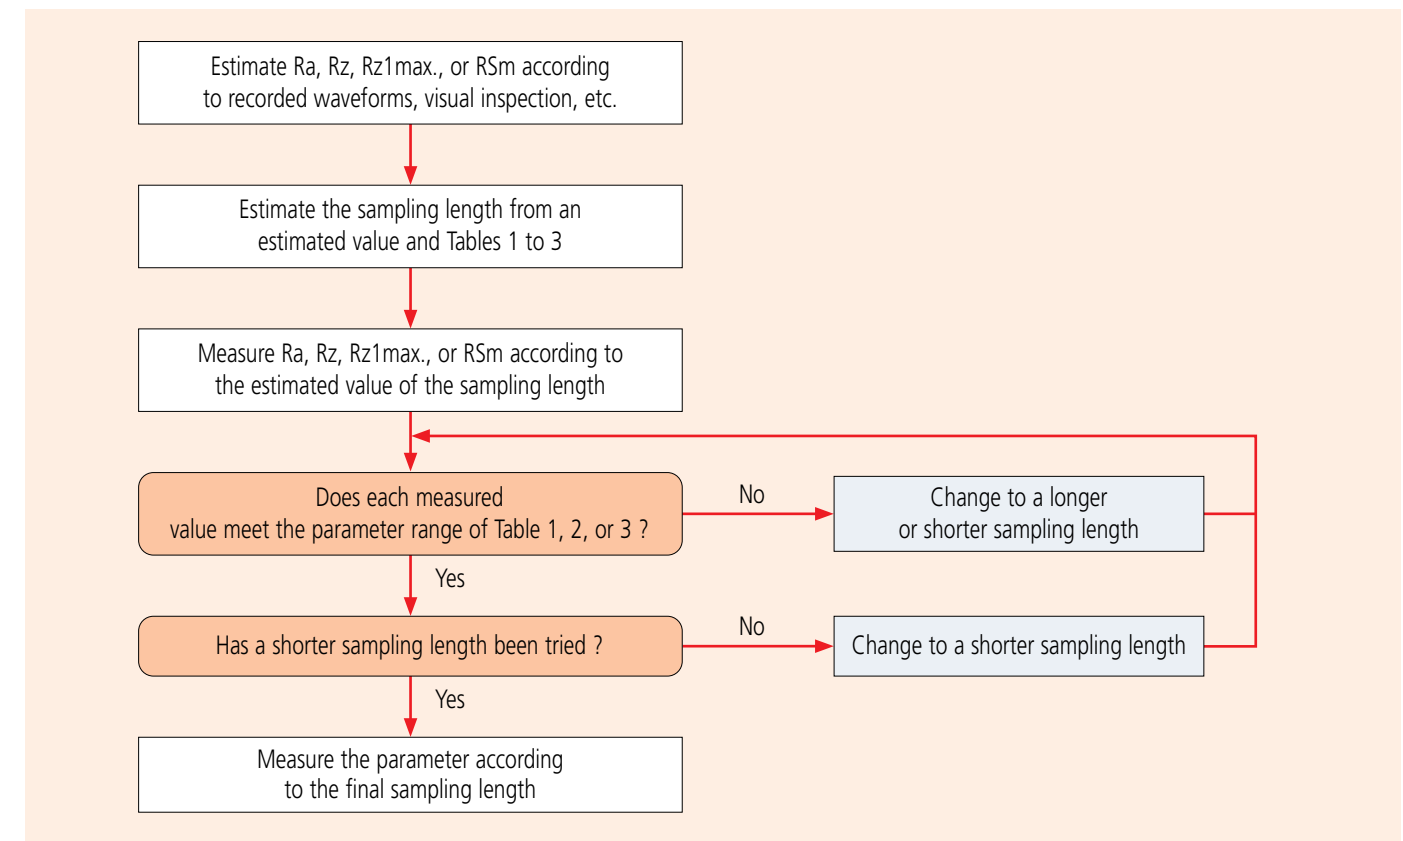 Estimate Ra, Rz, Rz1max., or RSm according
to recorded waveforms, visual inspection, etc.
Estimate the sampling length from an
estimated value and Tables 1 to 3
Measure Ra, Rz, Rz1max., or RSm according to
the estimated value of the sampling length
Does each measured
value meet the parameter range of Table 1, 2, or 3 ?
No
Change to a longer
or shorter sampling length
Yes
Has a shorter sampling length been tried ?
No
Change to a shorter sampling length
Yes
Measure the parameter according
to the final sampling length